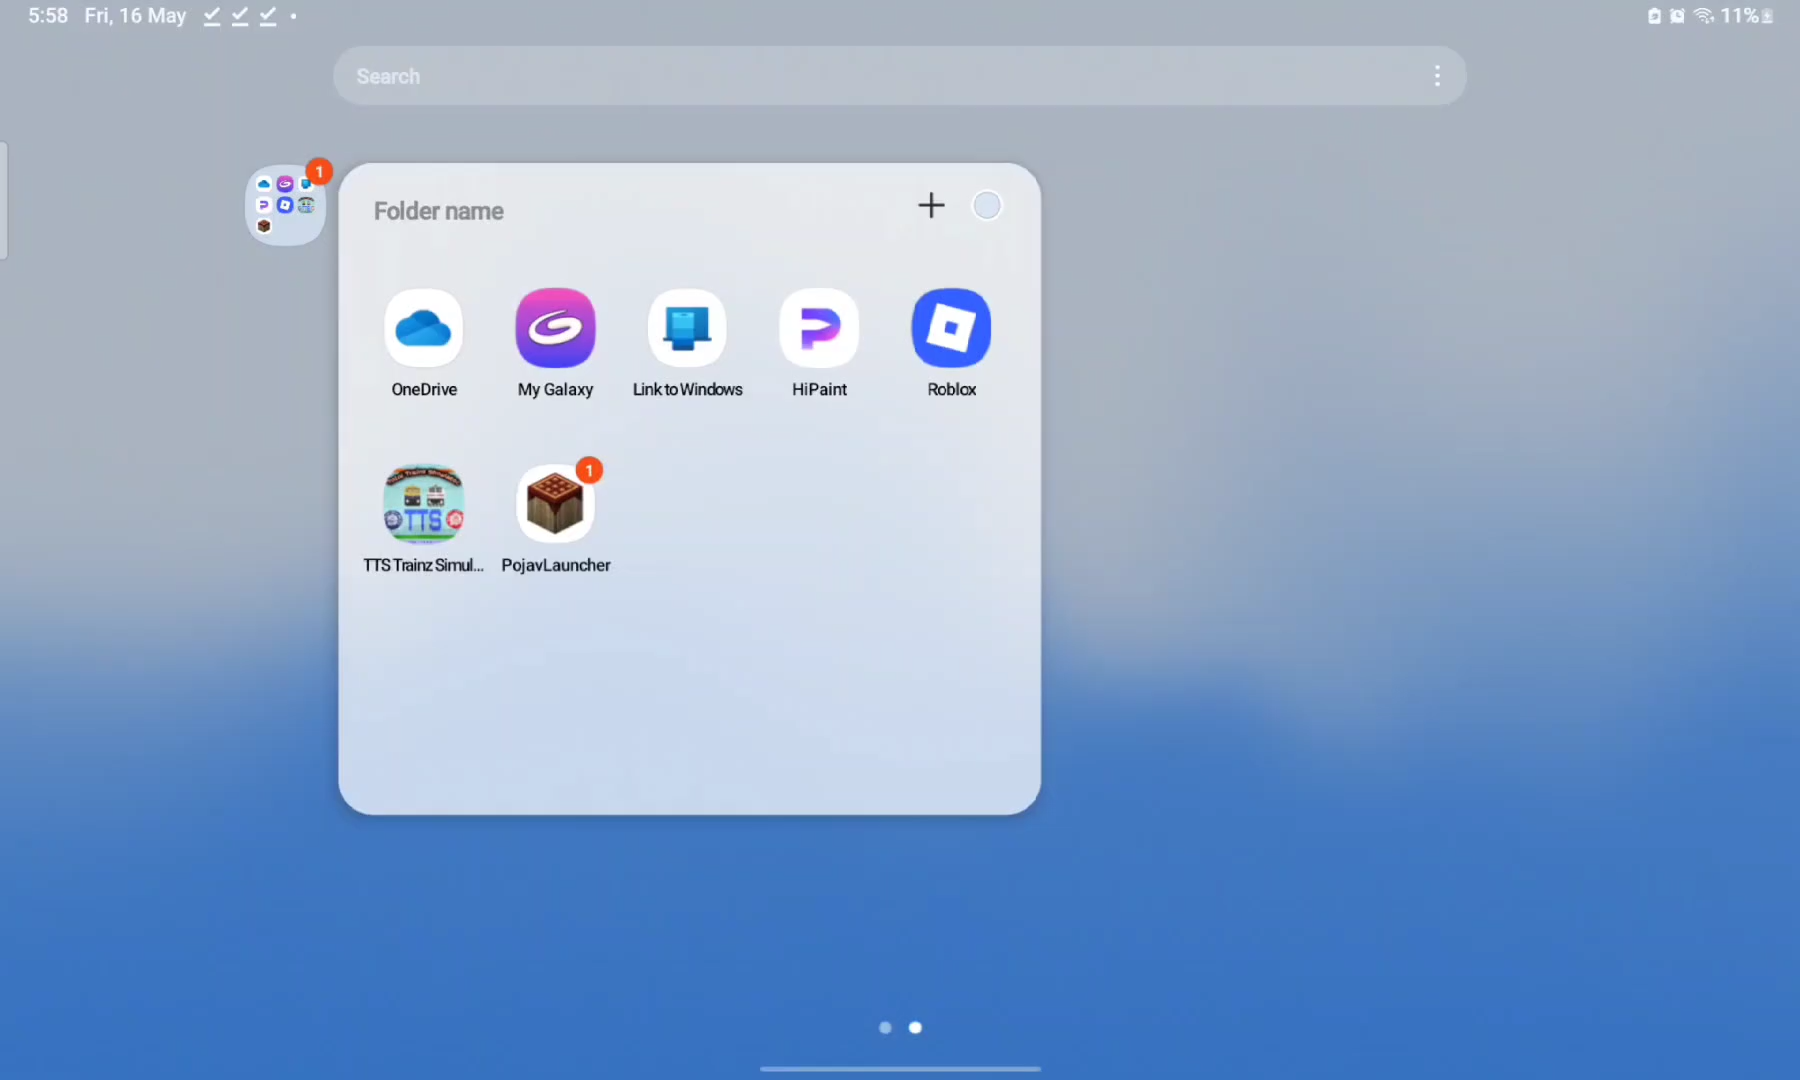 5:58 Fri, 16 May 11%
Search
1
Folder name
OneDrive My Galaxy Link to Windows HiPaint Roblox
1
TTS
TTS Trainz Simul... PojavLauncher